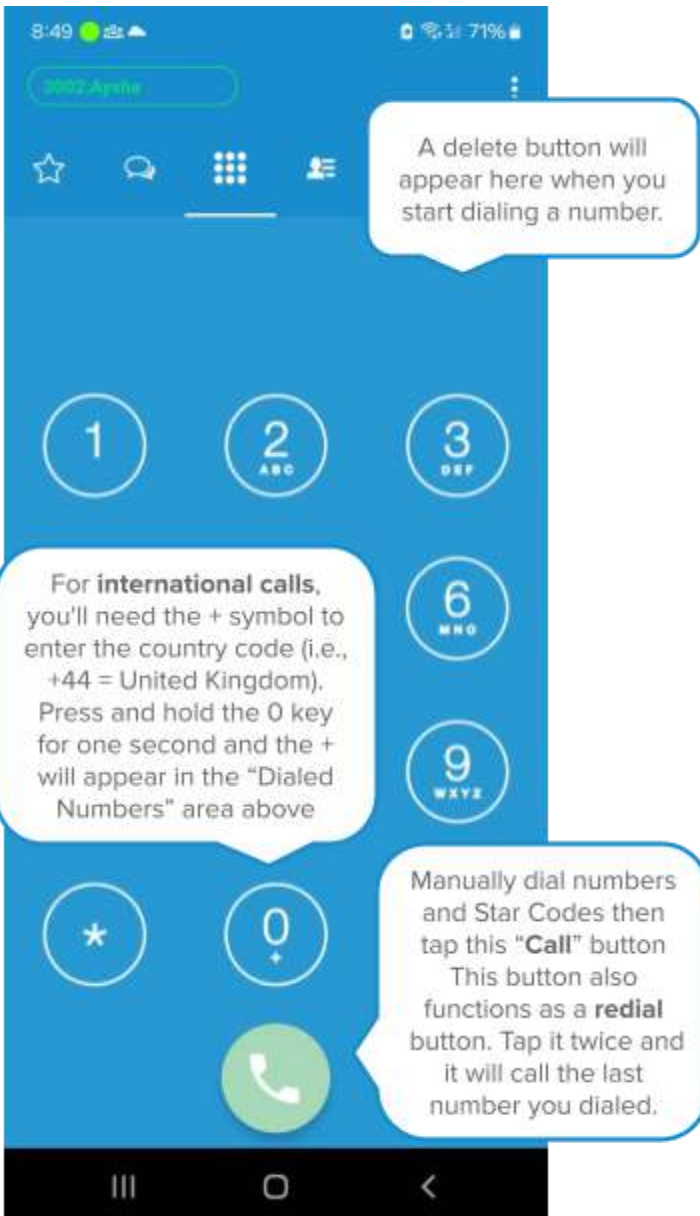 8:49
71%
3002:Aysha
A delete button will
appear here when you
start dialing a number.
1
2
ABC
3
DEF
For international calls,
you'll need the + symbol to
enter the country code (i.e.,
+44 = United Kingdom).
Press and hold the 0 key
for one second and the +
will appear in the “Dialed
Numbers” area above
6
MNO
9
WXYZ
*
0
+
Manually dial numbers
and Star Codes then
tap this “Call” button
This button also
functions as a redial
button. Tap it twice and
it will call the last
number you dialed.